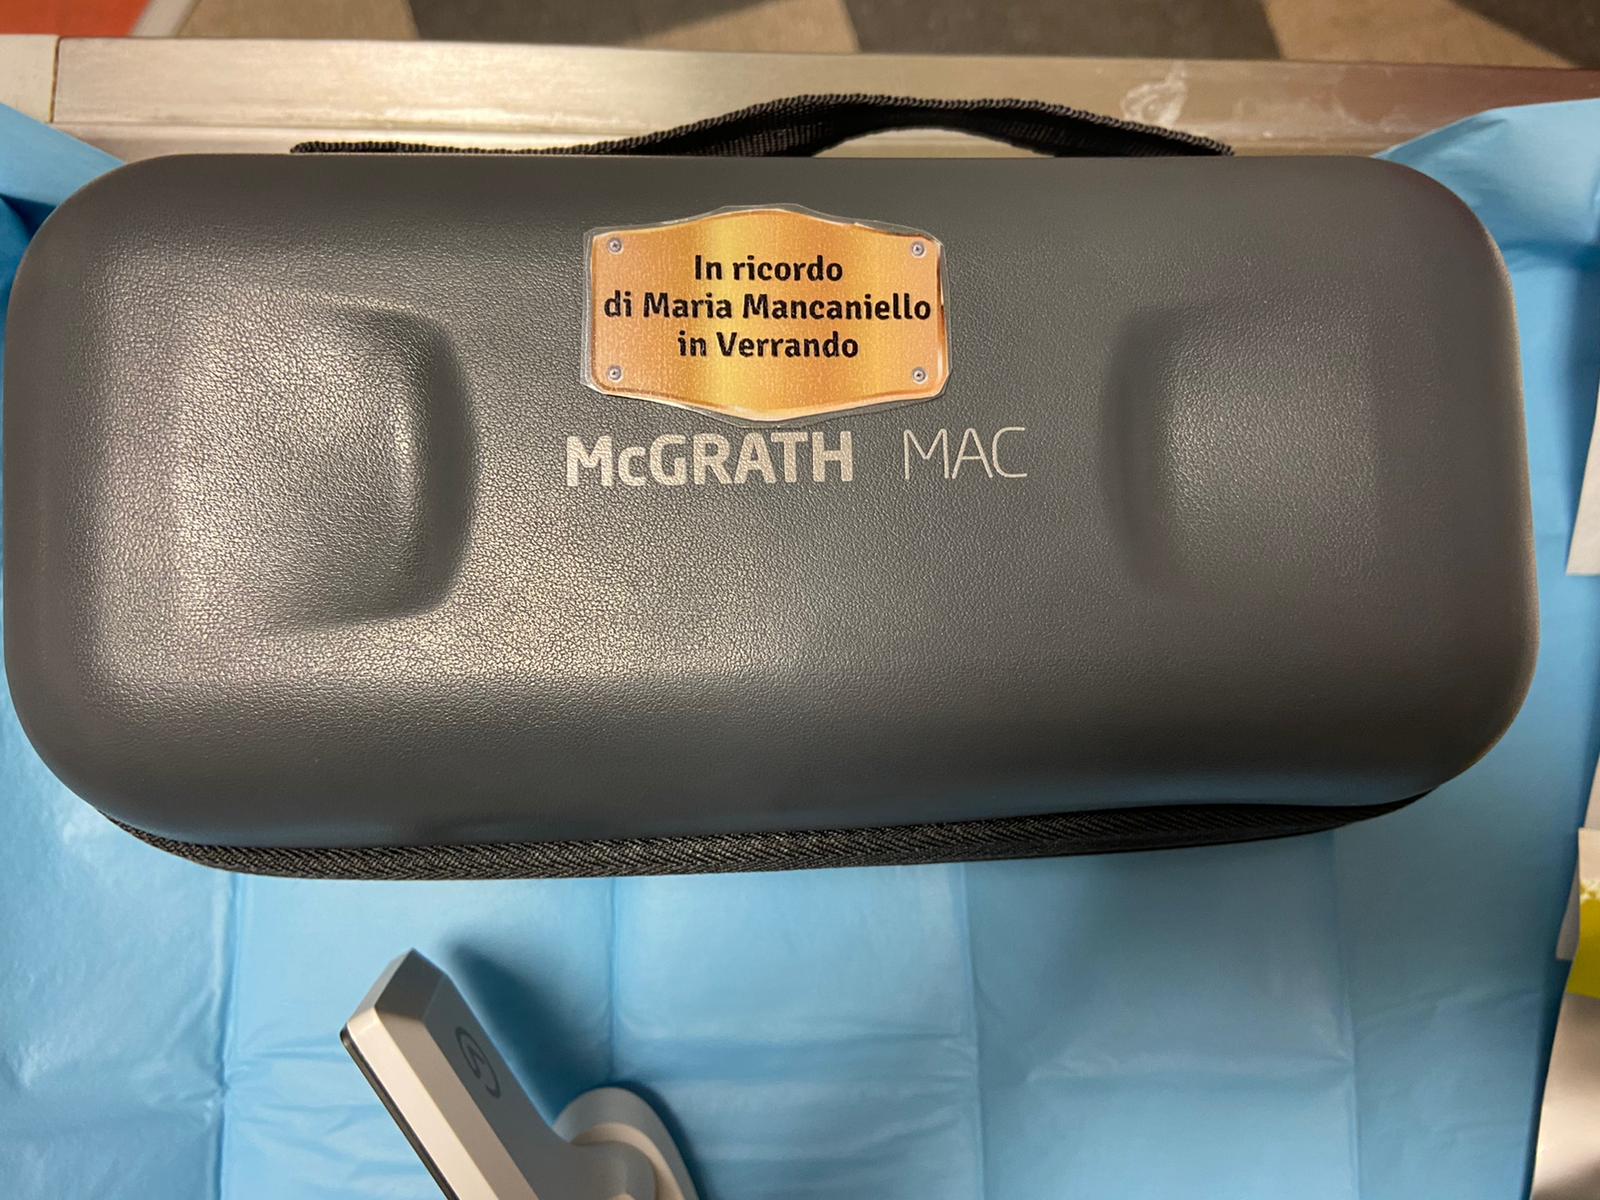 In ricordo
di Maria Mancaniello
in Verrando
McGRATH MAC